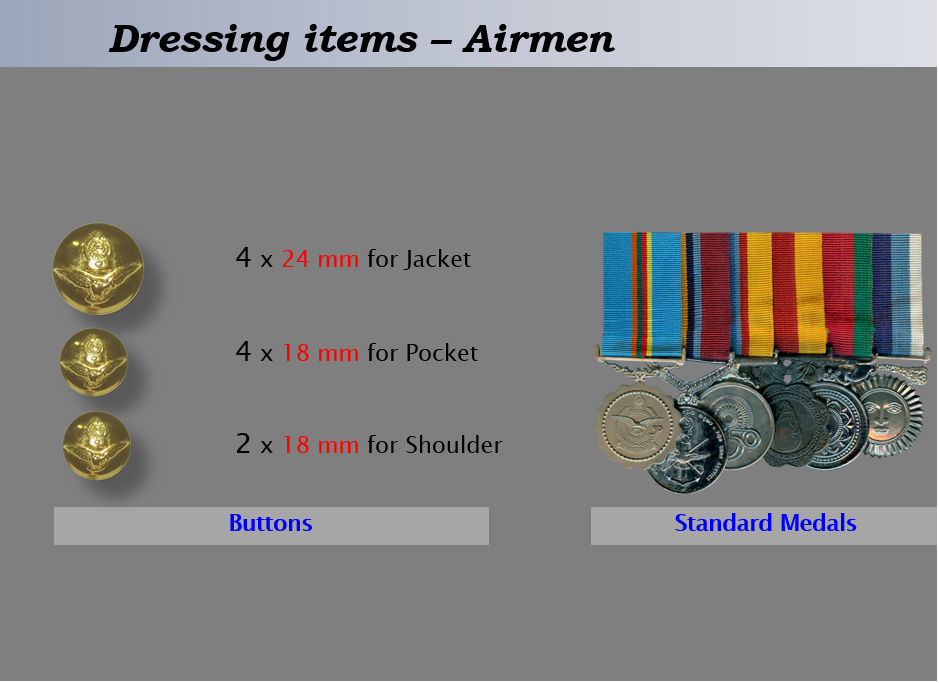 Dressing items – Airmen
4 x 24 mm for Jacket
4 x 18 mm for Pocket
2 x 18 mm for Shoulder
Buttons
Standard Medals
50